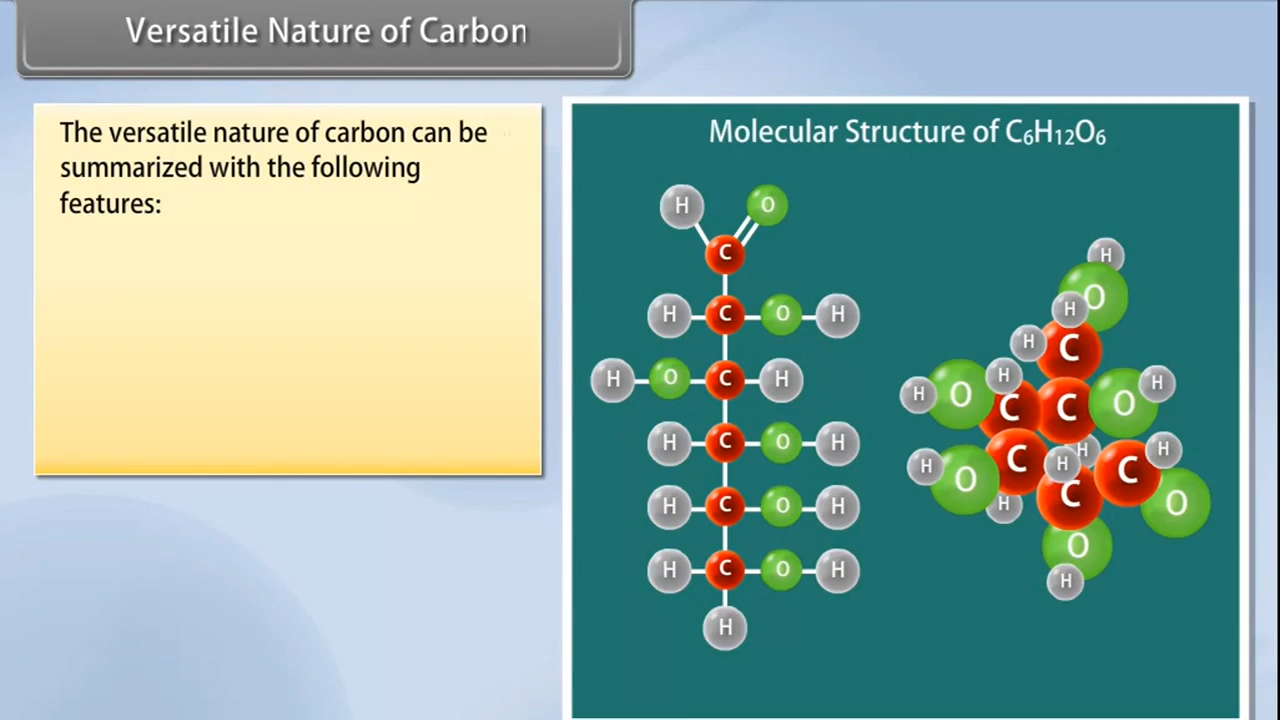 Versatile Nature of Carbon
The versatile nature of carbon can be
summarized with the following
features:
Molecular Structure of C₆H₁₂O₆
H O
C
H C O H
H O C H
H C O H
H C O H
H C O H
H
H
O
H
H C
H O H C C O H
H O C H H C H
H C O
O
H